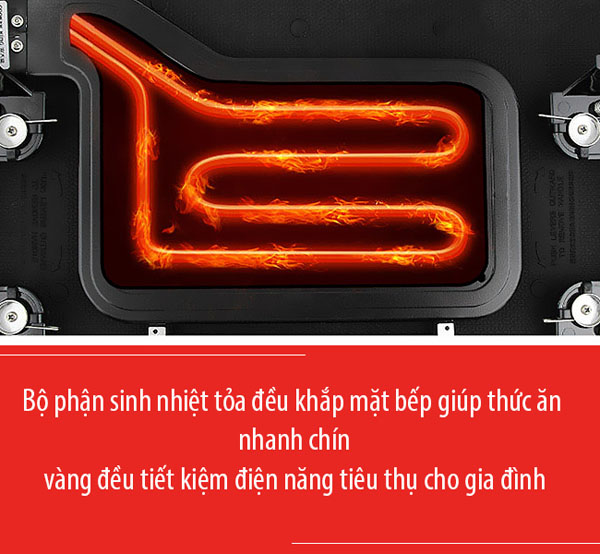 Bộ phận sinh nhiệt tỏa đều khắp mặt bếp giúp thức ăn
nhanh chín
vàng đều tiết kiệm điện năng tiêu thụ cho gia đình